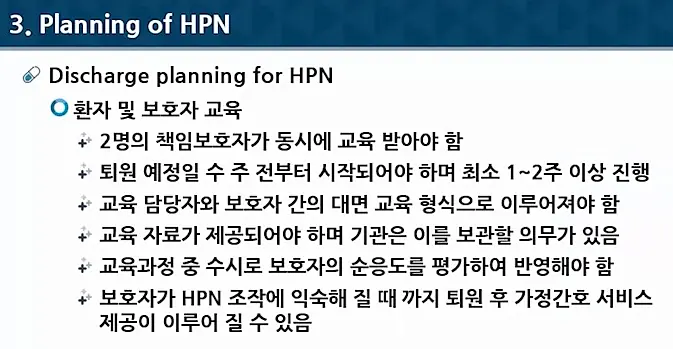 3. Planning of HPN
Discharge planning for HPN
환자 및 보호자 교육
2명의 책임보호자가 동시에 교육 받아야 함
퇴원 예정일 수 주 전부터 시작되어야 하며 최소 1~2주 이상 진행
교육 담당자와 보호자 간의 대면 교육 형식으로 이루어져야 함
교육 자료가 제공되어야 하며 기관은 이를 보관할 의무가 있음
교육과정 중 수시로 보호자의 순응도를 평가하여 반영해야 함
보호자가 HPN 조작에 익숙해 질 때 까지 퇴원 후 가정간호 서비스
제공이 이루어 질 수 있음